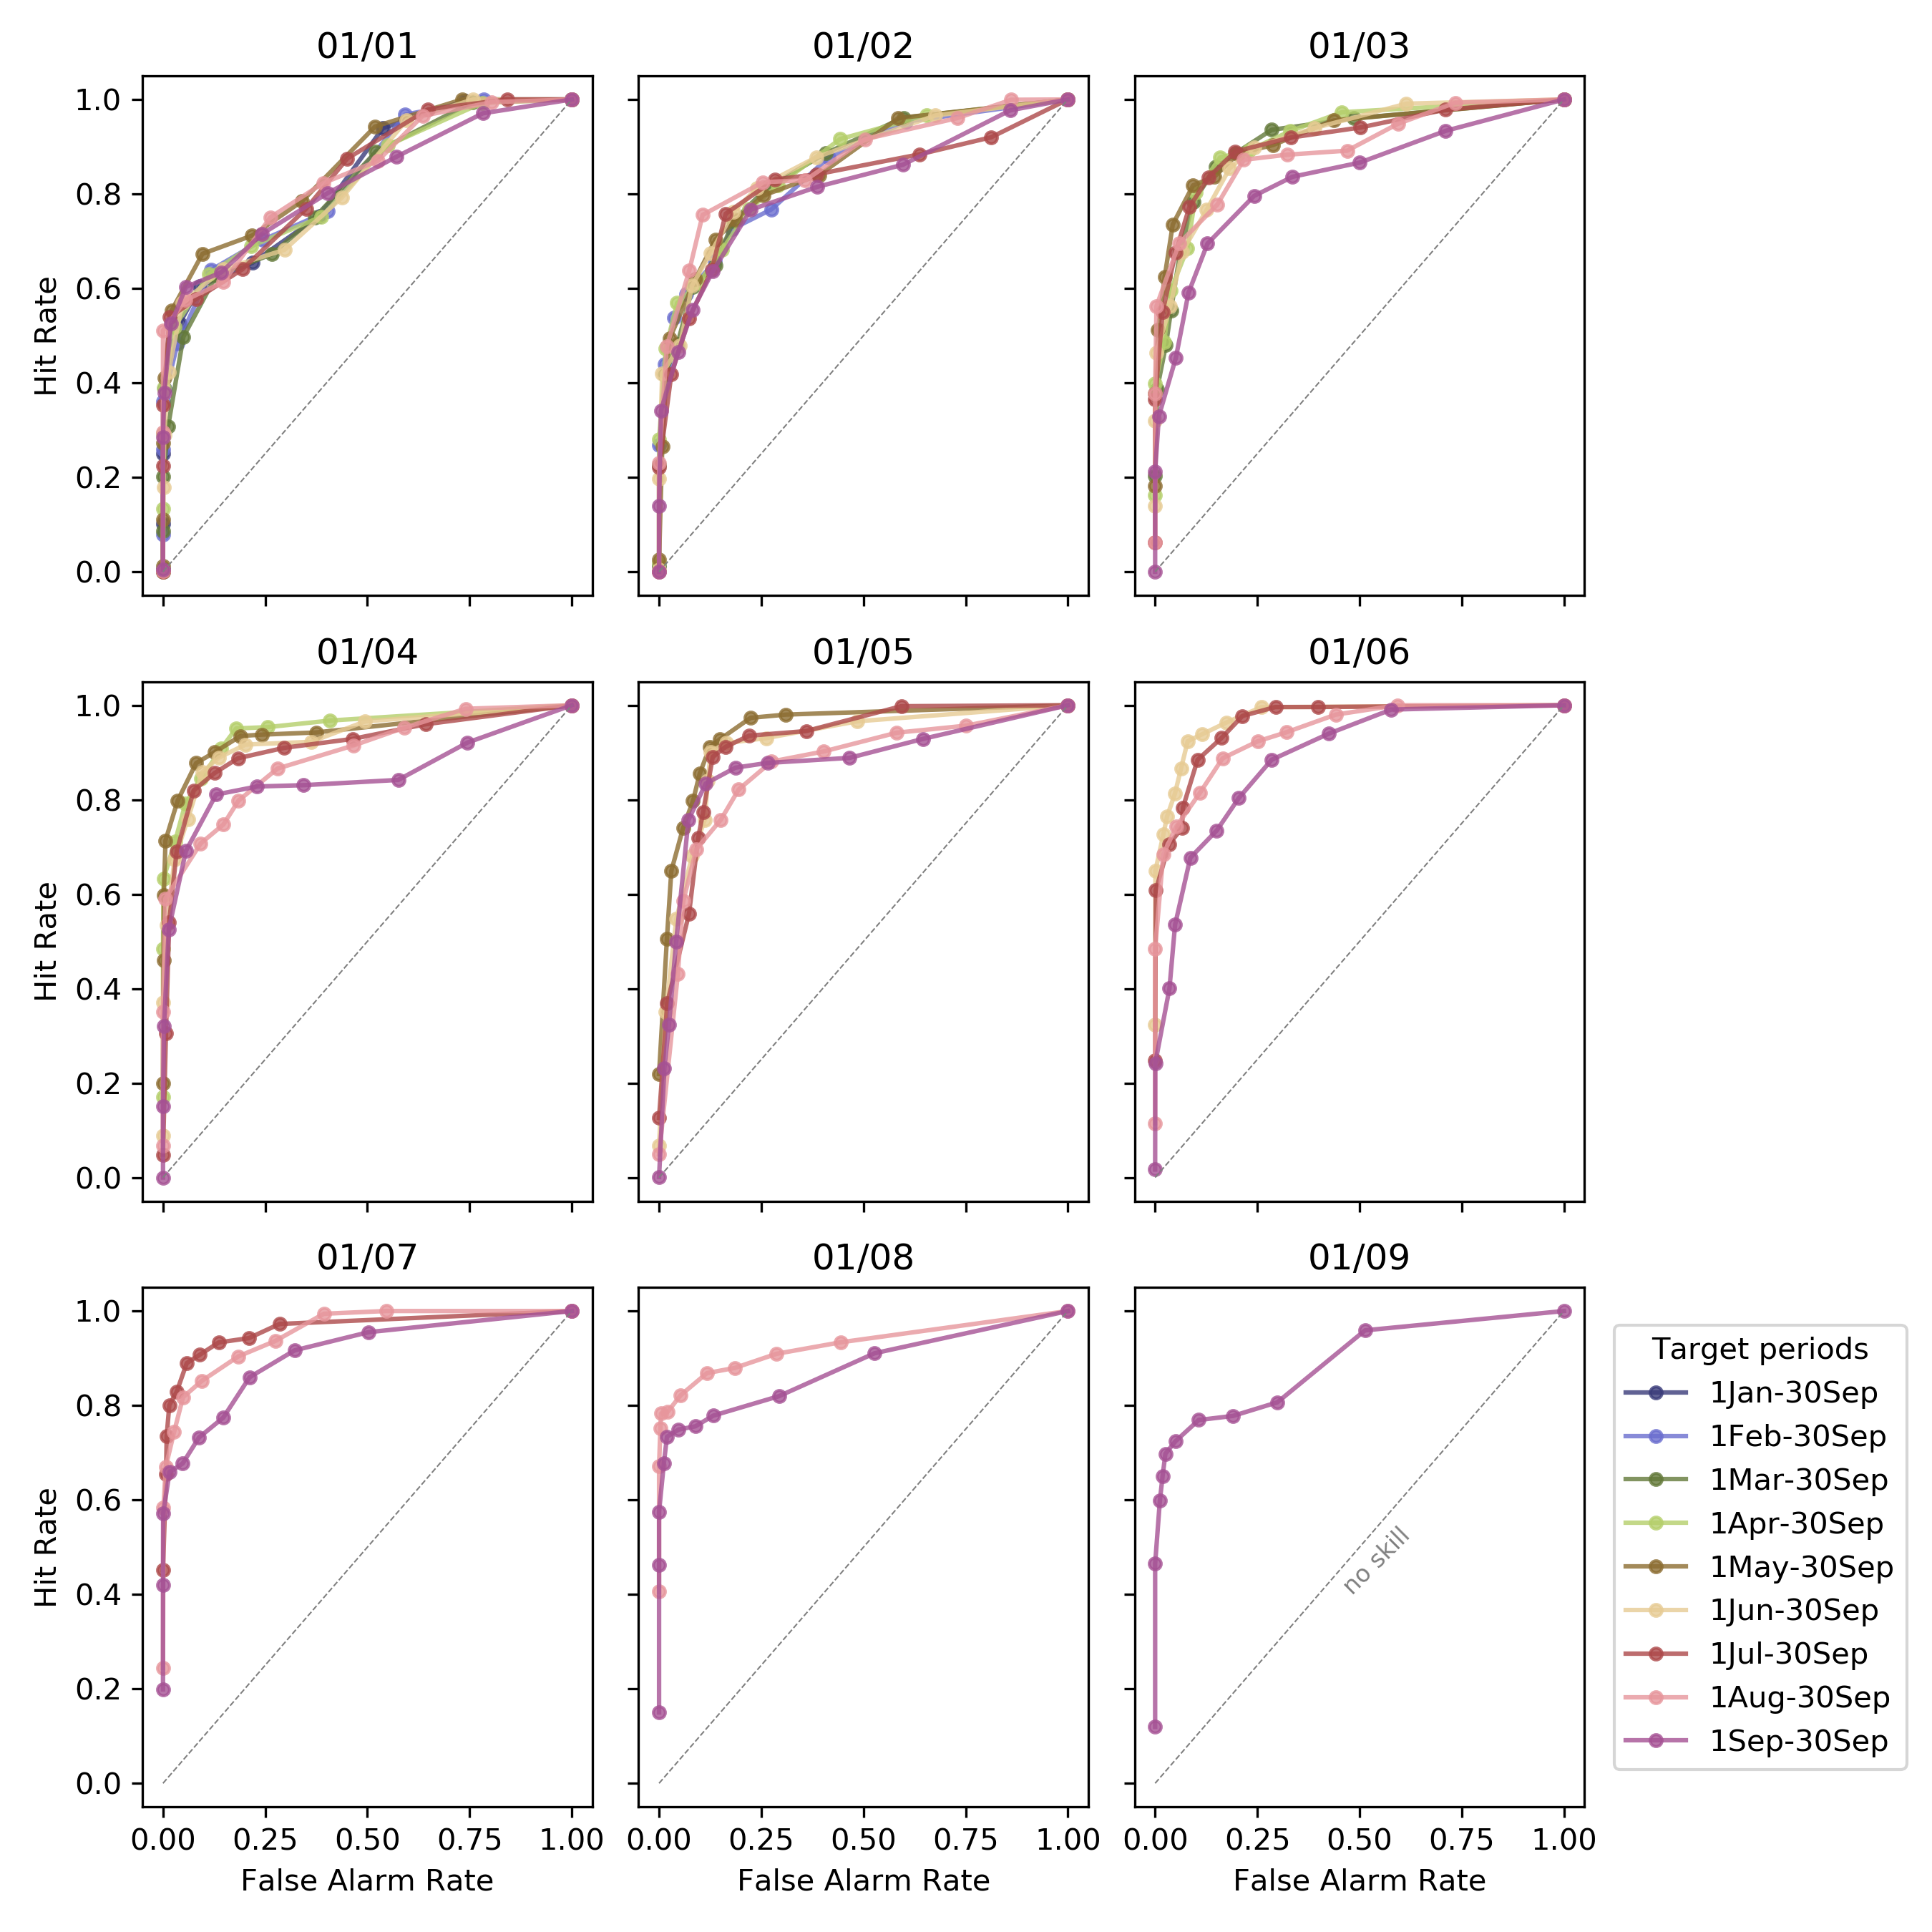 01/01
01/02
01/03
1.0
0.8
0.6
0.4
0.2
0.0
Hit Rate
01/04
01/05
01/06
1.0
0.8
0.6
0.4
0.2
0.0
Hit Rate
01/07
01/08
01/09
1.0
0.8
0.6
0.4
0.2
0.0
Hit Rate
no skill
0.00 0.25 0.50 0.75 1.00
0.00 0.25 0.50 0.75 1.00
0.00 0.25 0.50 0.75 1.00
False Alarm Rate
False Alarm Rate
False Alarm Rate
Target periods
1Jan-30Sep
1Feb-30Sep
1Mar-30Sep
1Apr-30Sep
1May-30Sep
1Jun-30Sep
1Jul-30Sep
1Aug-30Sep
1Sep-30Sep